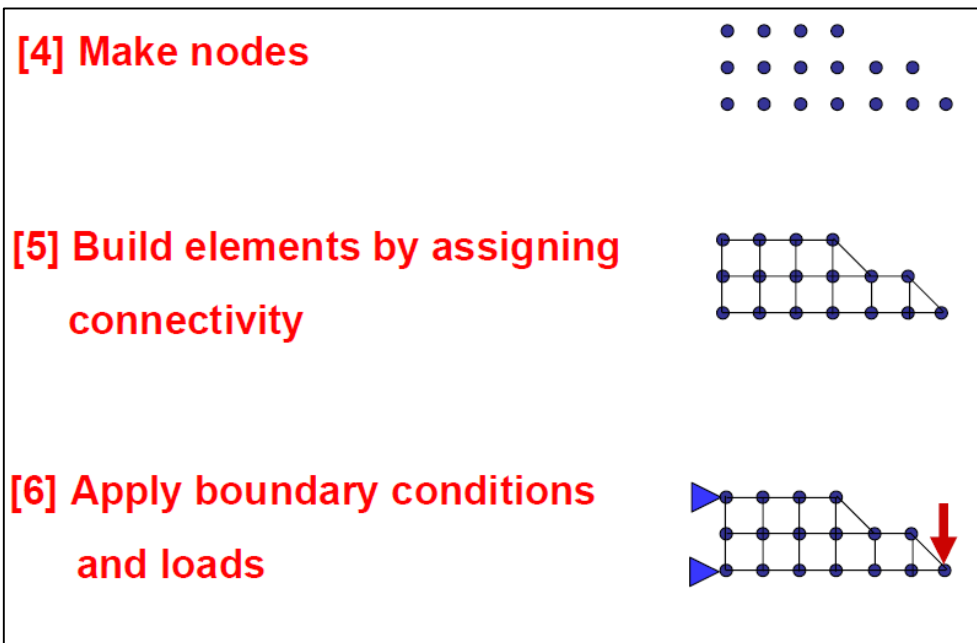 [4] Make nodes
[5] Build elements by assigning
connectivity
[6] Apply boundary conditions
and loads